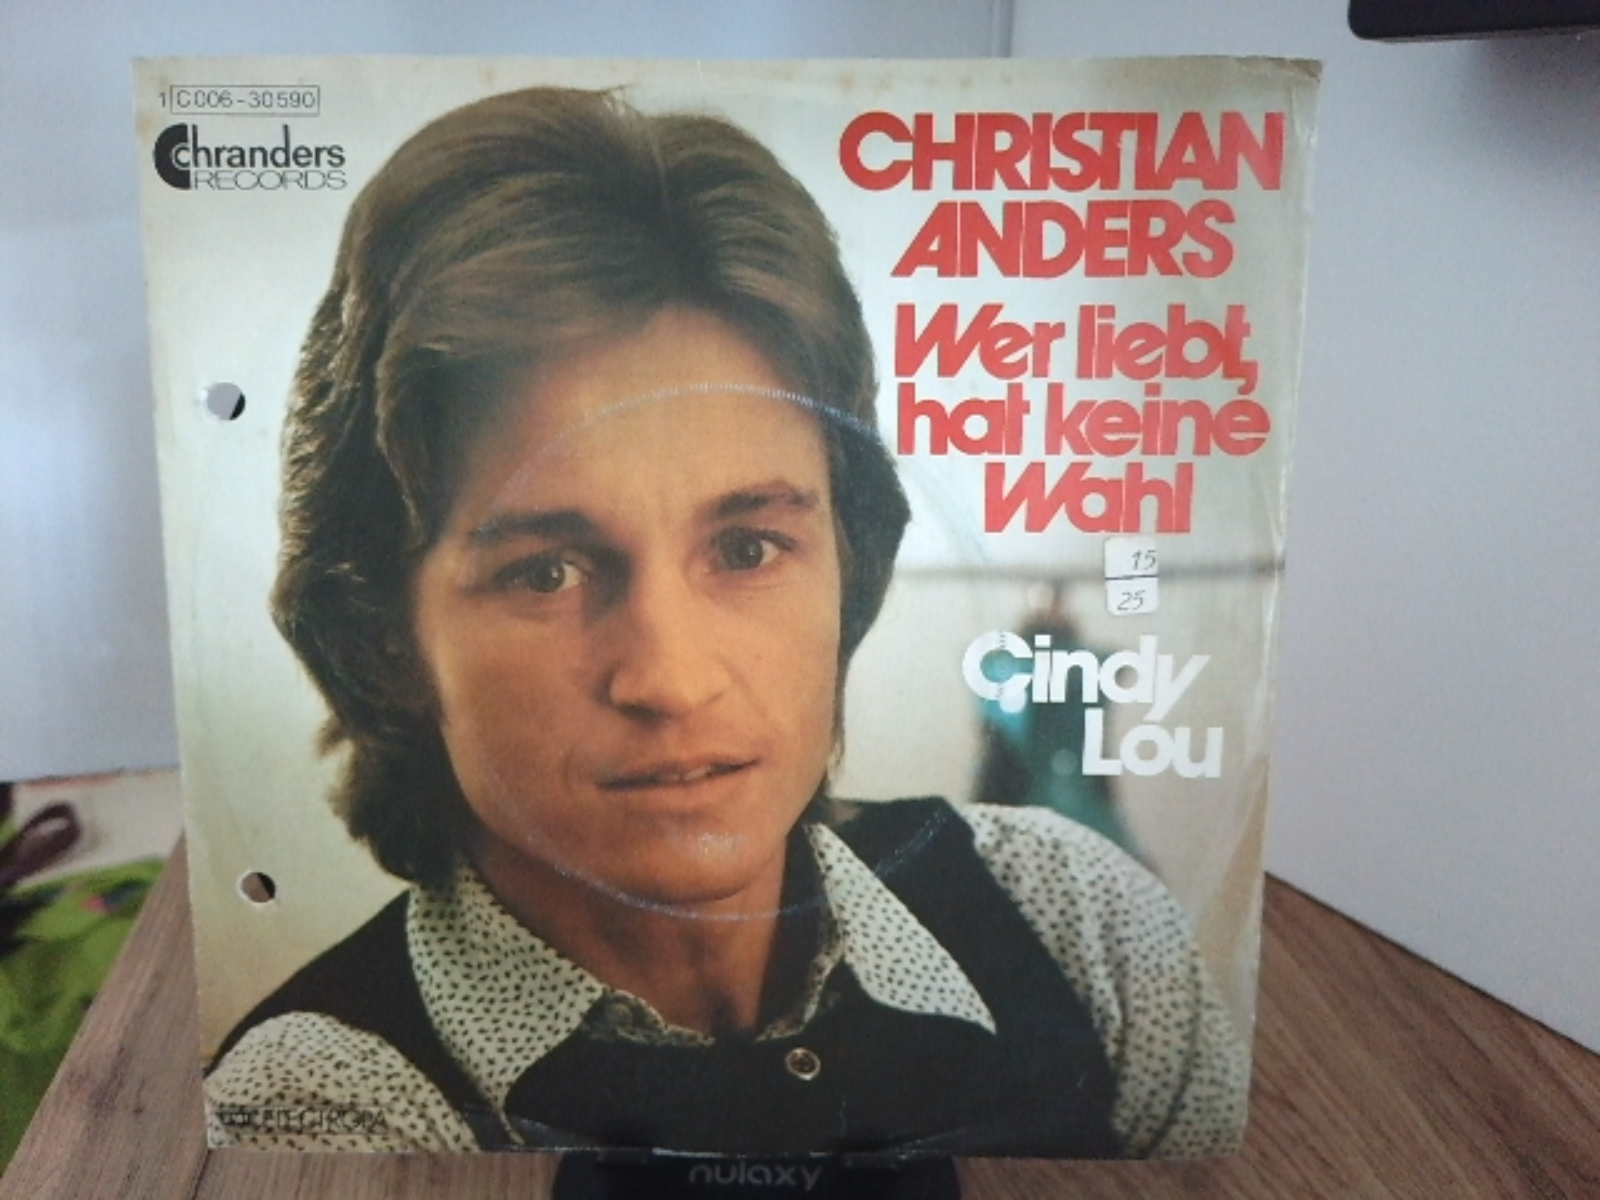 1 C 006-30 590
chranders
RECORDS
CHRISTIAN
ANDERS
Wer liebt,
hat keine
Wahl
15
25
Cindy
Lou
ELECTROLA
nulaxy